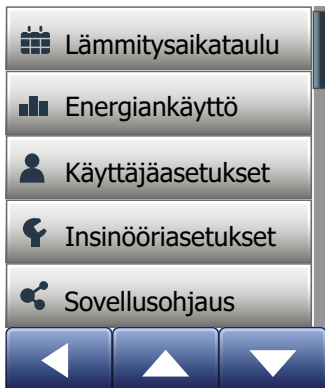 Lämmitysaikataulu
Energiankäyttö
Käyttäjäasetukset
Insinööriasetukset
Sovellusohjaus